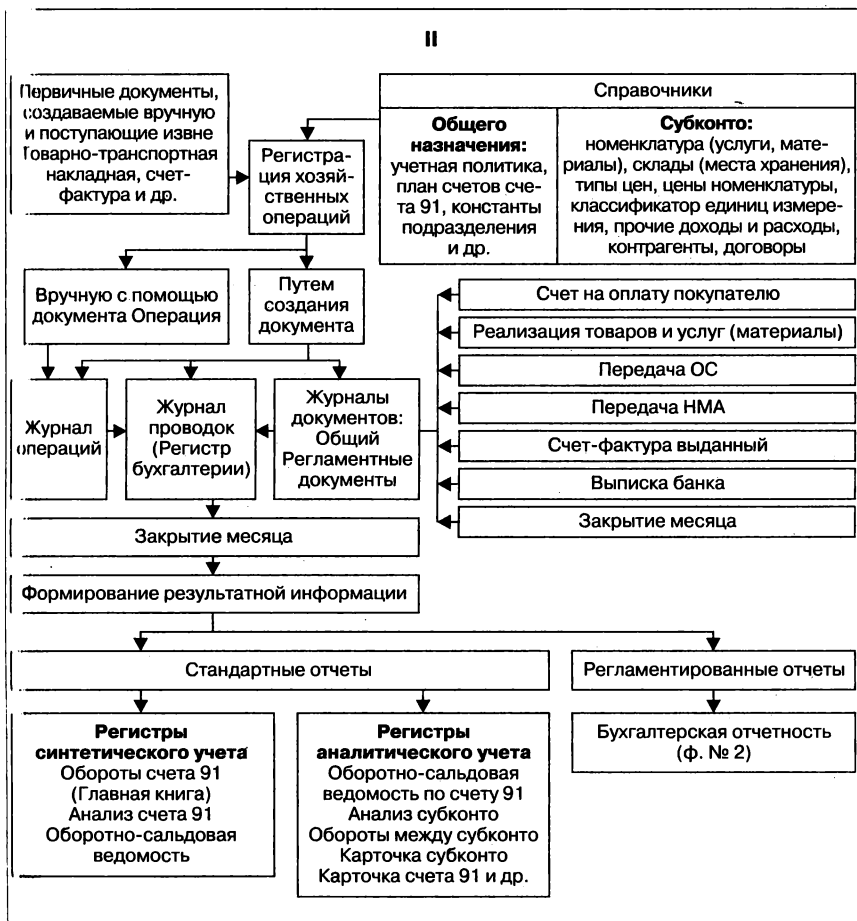 II
Первичные документы,
создаваемые вручную
и поступающие извне
Товарно-транспортная
накладная, счет-
фактура и др.
Регистра-
ция хозяй-
ственных
операций
Справочники
Общего
назначения:
учетная политика,
план счетов сче-
та 91, константы
подразделения
и др.
Субконто:
номенклатура (услуги, мате-
риалы), склады (места хранения),
типы цен, цены номенклатуры,
классификатор единиц измере-
ния, прочие доходы и расходы,
контрагенты, договоры
Вручную с помощью
документа Операция
Путем
создания
документа
Счет на оплату покупателю
Реализация товаров и услуг (материалы)
Передача ОС
Передача НМА
Счет-фактура выданный
Выписка банка
Закрытие месяца
Журнал
операций
Журнал
проводок
(Регистр
бухгалтерии)
Журналы
документов:
Общий
Регламентные
документы
Закрытие месяца
Формирование результатной информации
Стандартные отчеты
Регламентированные отчеты
Регистры
синтетического учета
Обороты счета 91
(Главная книга)
Анализ счета 91
Оборотно-сальдовая
ведомость
Регистры
аналитического учета
Оборотно-сальдовая
ведомость по счету 91
Анализ субконто
Обороты между субконто
Карточка субконто
Карточка счета 91 и др.
Бухгалтерская отчетность
(ф. № 2)